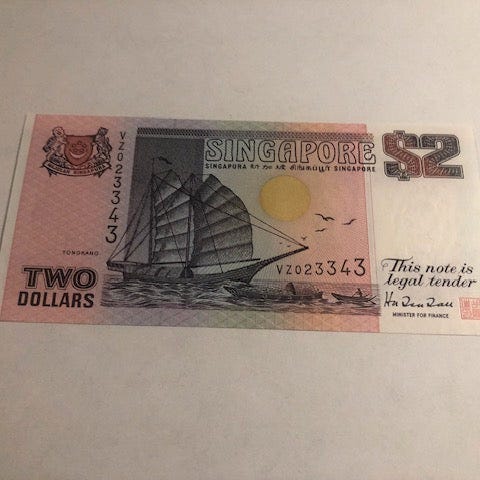 VZ023343
SINGAPORE
SINGAPURA 新加坡 சிங்கப்பூர் SINGAPORE
$2
TONGKANG
VZ023343
TWO
DOLLARS
This note is
legal tender
MINISTER FOR FINANCE